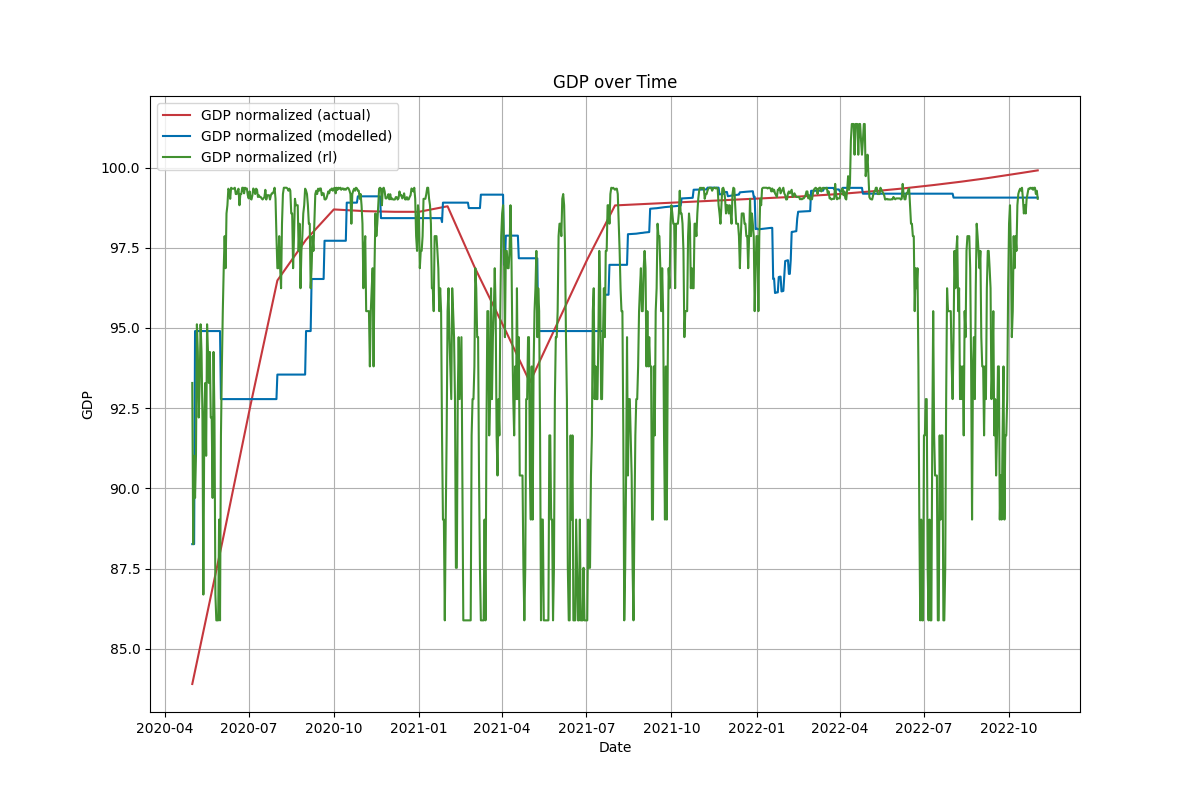 GDP over Time
GDP normalized (actual)
GDP normalized (modelled)
GDP normalized (rl)
100.0
97.5
95.0
92.5
90.0
87.5
85.0
GDP
2020-04 2020-07 2020-10 2021-01 2021-04 2021-07 2021-10 2022-01 2022-04 2022-07 2022-10
Date